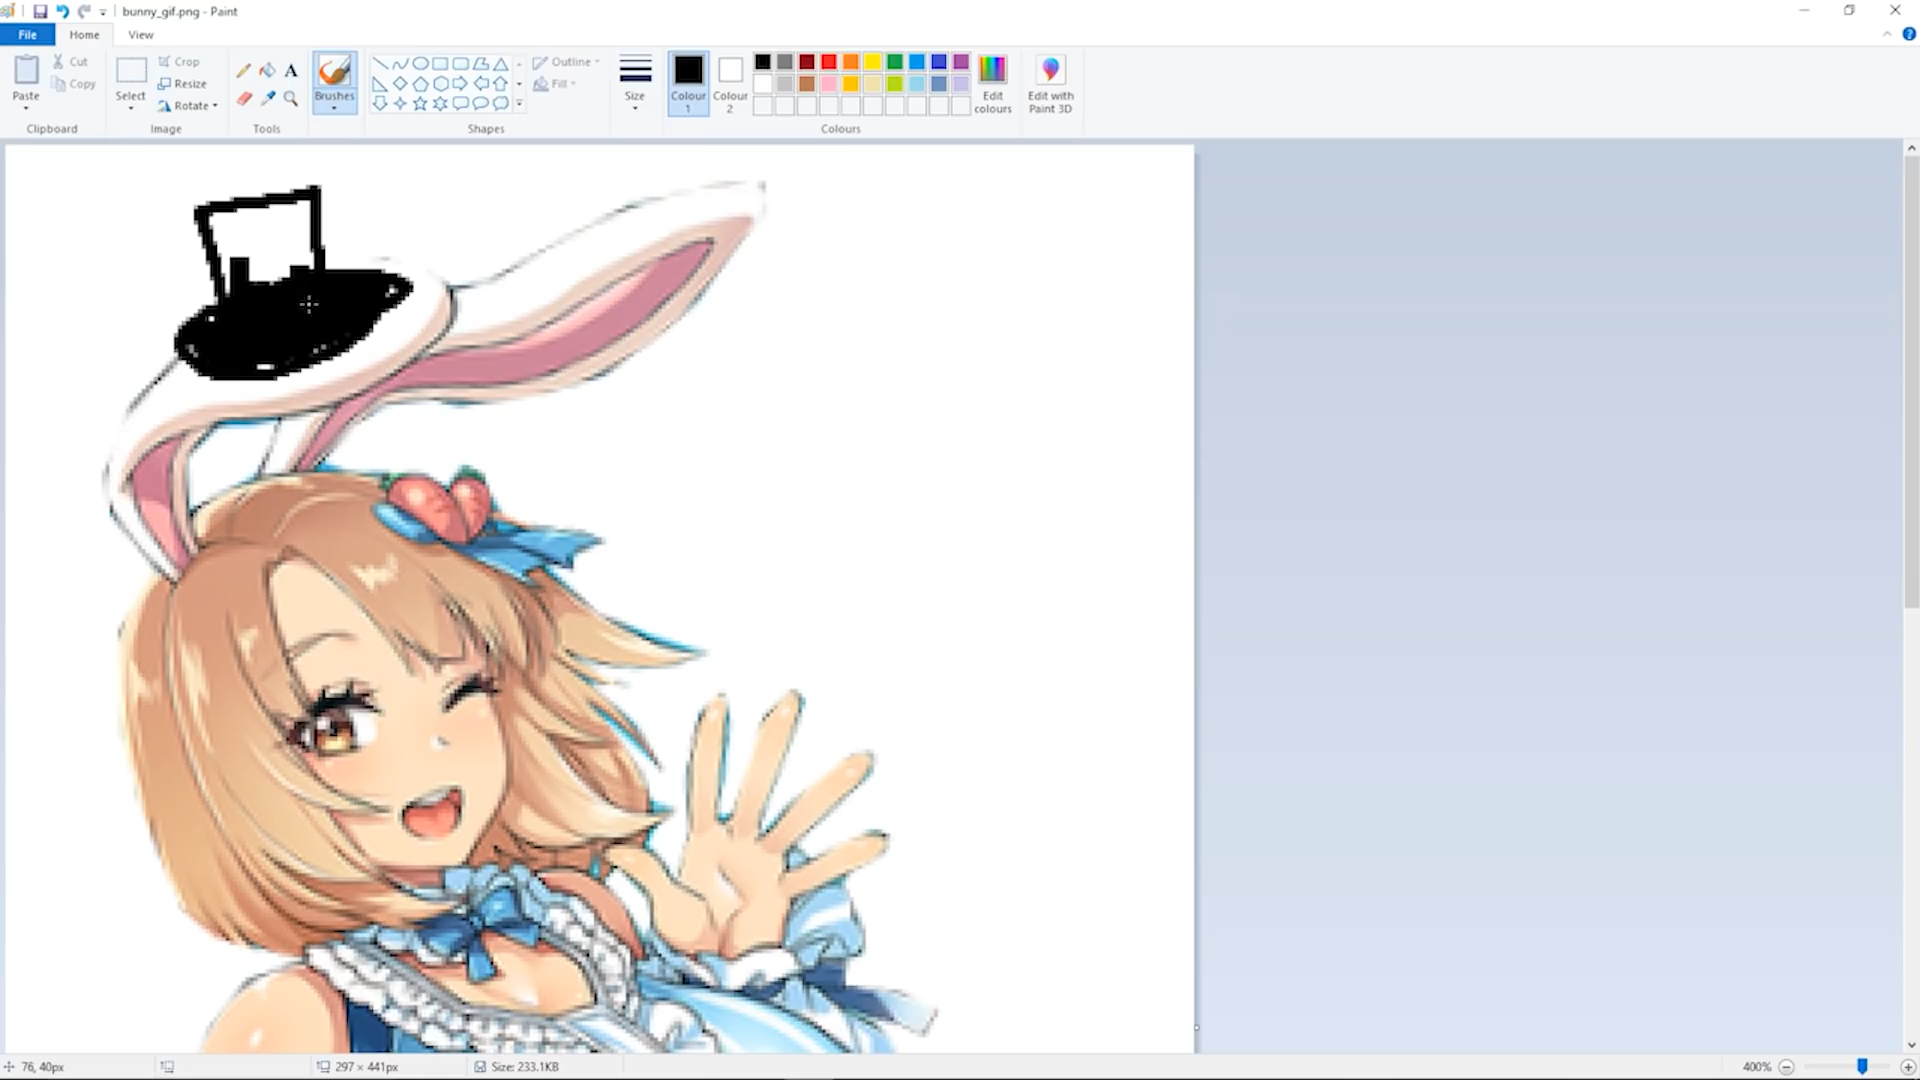 bunny_gif.png - Paint
File Home View
Paste Cut Copy Clipboard
Select Crop Resize Rotate Image
A
Tools
Brushes
Outline Fill Shapes
Size
Colour 1 Colour 2 Edit colours Colours
Edit with Paint 3D
76, 40px 297 × 441px Size: 233.1KB 400%